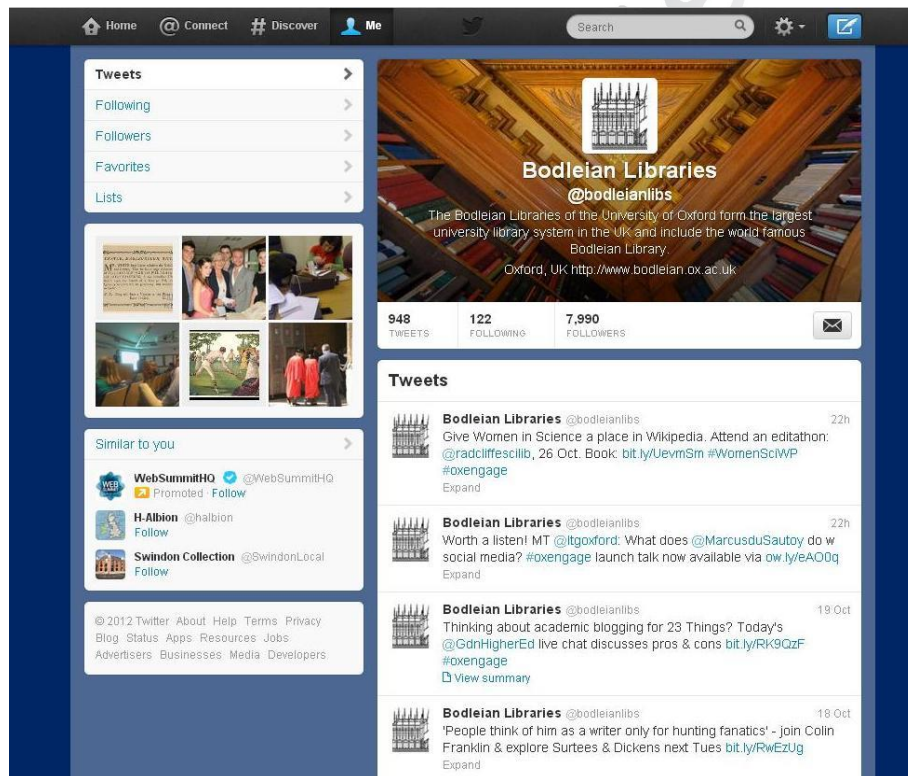 Home Connect Discover Me Search
Tweets
Following
Followers
Favorites
Lists
Similar to you
WebSummitHQ @WebSummitHQ
Promoted · Follow
H-Albion @halbion
Follow
Swindon Collection @SwindonLocal
Follow
© 2012 Twitter About Help Terms Privacy
Blog Status Apps Resources Jobs
Advertisers Businesses Media Developers
Bodleian Libraries
@bodleianlibs
The Bodleian Libraries of the University of Oxford form the largest
university library system in the UK and include the world famous
Bodleian Library.
Oxford, UK http://www.bodleian.ox.ac.uk
948 122 7,990
TWEETS FOLLOWING FOLLOWERS
Tweets
Bodleian Libraries @bodleianlibs 22h
Give Women in Science a place in Wikipedia. Attend an editathon:
@radcliffescilib, 26 Oct. Book: bit.ly/UevmSm #WomenSciWP
#oxengage
Expand
Bodleian Libraries @bodleianlibs 22h
Worth a listen! MT @ltgoxford: What does @MarcusduSautoy do w
social media? #oxengage launch talk now available via ow.ly/eAO0q
Expand
Bodleian Libraries @bodleianlibs 19 Oct
Thinking about academic blogging for 23 Things? Today's
@GdnHigherEd live chat discusses pros & cons bit.ly/RK9QzF
#oxengage
View summary
Bodleian Libraries @bodleianlibs 18 Oct
'People think of him as a writer only for hunting fanatics' - join Colin
Franklin & explore Surtees & Dickens next Tues bit.ly/RwEzUg
Expand